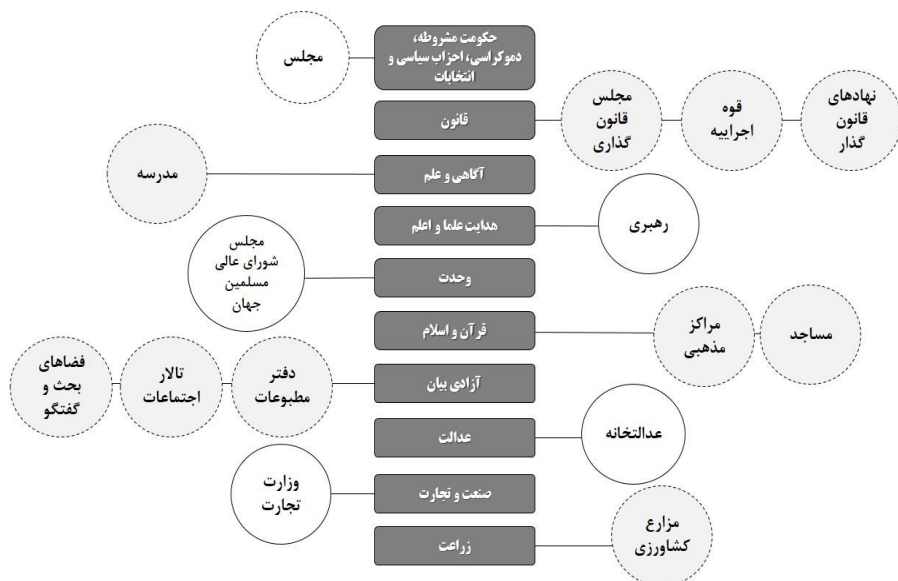 حکومت مشروطه،
دموکراسی، احزاب سیاسی و
انتخابات
مجلس
قانون
مجلس
قانون
گذاری
قوه
اجراییه
نهادهای
قانون
گذار
آگاهی و علم
مدرسه
هدایت علما و اعلم
رهبری
وحدت
مجلس
شورای عالی
مسلمین
جهان
قرآن و اسلام
مراکز
مذهبی
مساجد
آزادی بیان
دفتر
مطبوعات
تالار
اجتماعات
فضاهای
بحث و
گفتگو
عدالت
عدالتخانه
صنعت و تجارت
وزارت
تجارت
زراعت
مزارع
کشاورزی